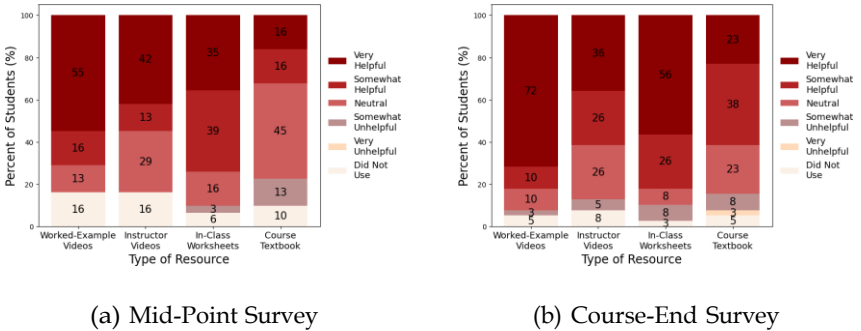 100
80
60
40
20
0
Percent of Students (%)
55
16
13
16
42
13
29
16
35
39
16
3
6
16
16
45
13
10
Worked-Example
Videos
Instructor
Videos
In-Class
Worksheets
Course
Textbook
Type of Resource
Very
Helpful
Somewhat
Helpful
Neutral
Somewhat
Unhelpful
Very
Unhelpful
Did Not
Use
(a) Mid-Point Survey
100
80
60
40
20
0
Percent of Students (%)
72
10
10
3
5
36
26
26
5
8
56
26
8
8
3
23
38
23
8
3
5
Worked-Example
Videos
Instructor
Videos
In-Class
Worksheets
Course
Textbook
Type of Resource
Very
Helpful
Somewhat
Helpful
Neutral
Somewhat
Unhelpful
Very
Unhelpful
Did Not
Use
(b) Course-End Survey